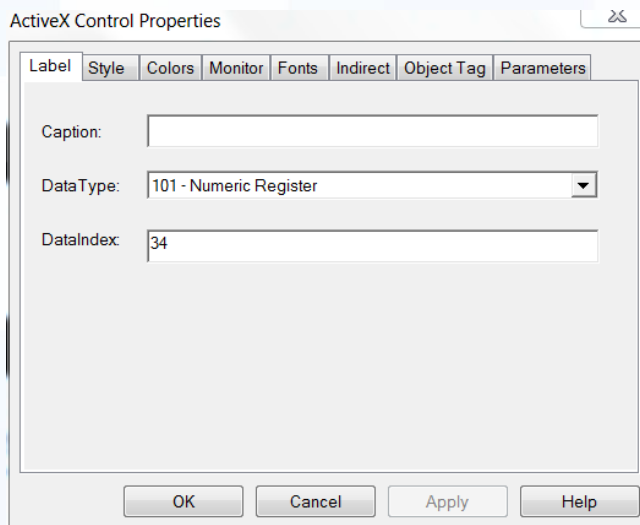 ActiveX Control Properties
Label Style Colors Monitor Fonts Indirect Object Tag Parameters
Caption:
DataType: 101 - Numeric Register
DataIndex: 34
OK Cancel Apply Help